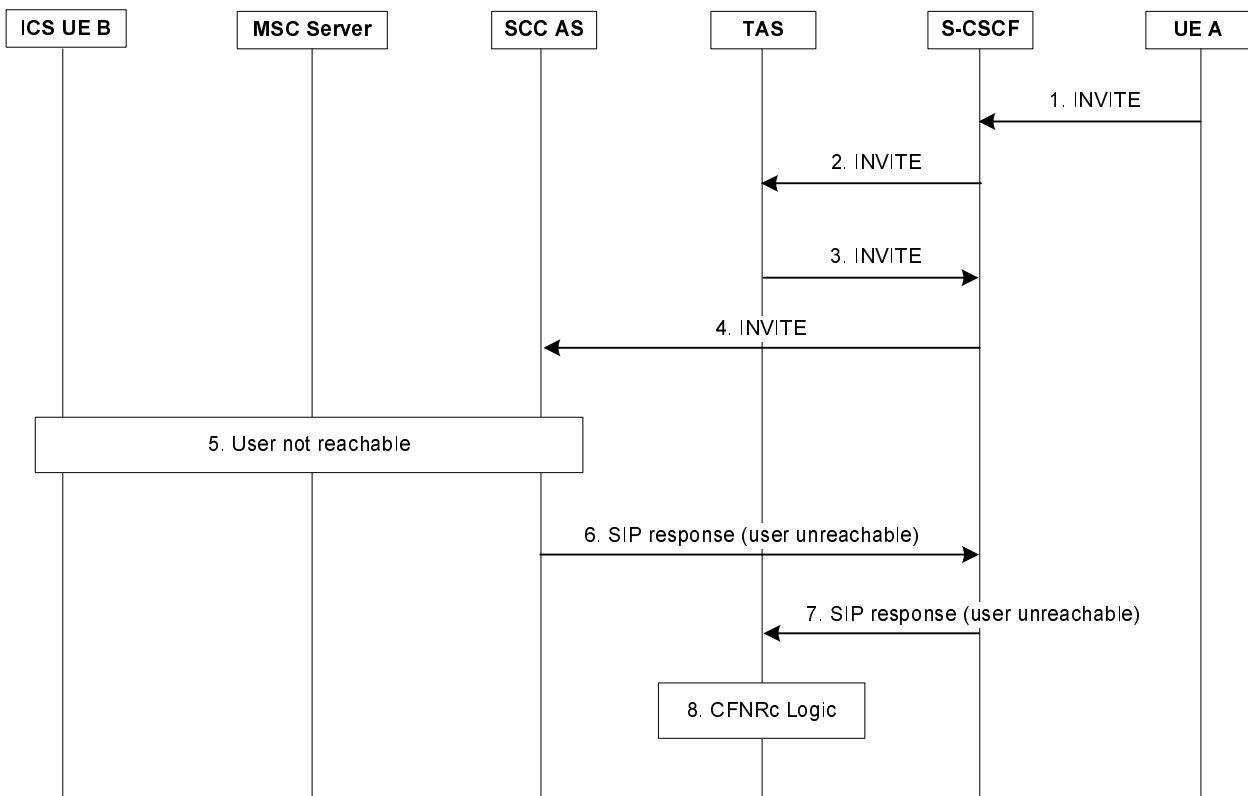 ICS UE B
MSC Server
SCC AS
TAS
S-CSCF
UE A
1. INVITE
2. INVITE
3. INVITE
4. INVITE
5. User not reachable
6. SIP response (user unreachable)
7. SIP response (user unreachable)
8. CFNRc Logic